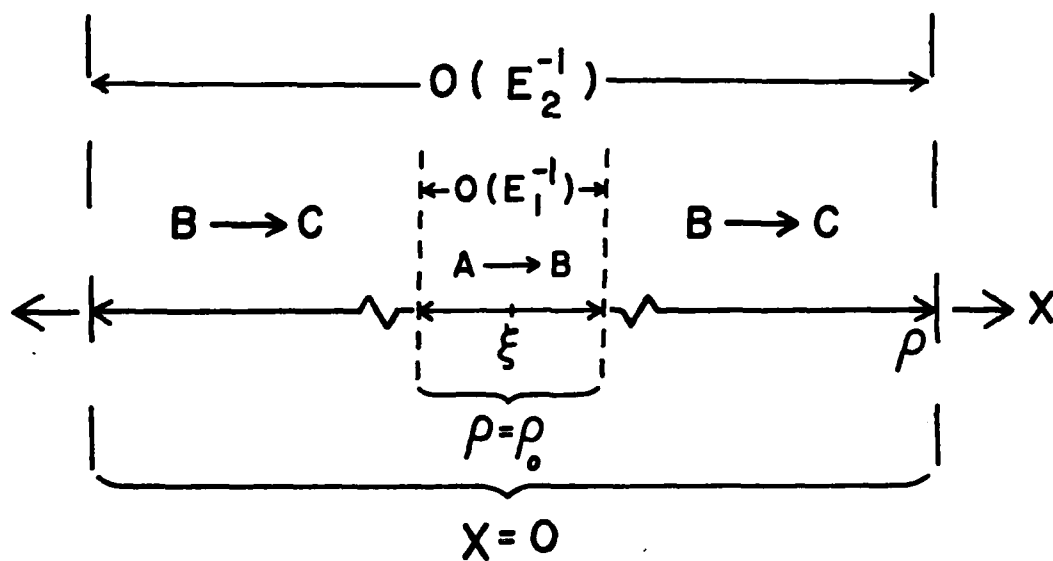 O(E₂⁻¹)
O(E₁⁻¹)
B → C
B → C
A → B
X
ξ
ρ
ρ=ρ₀
X=O